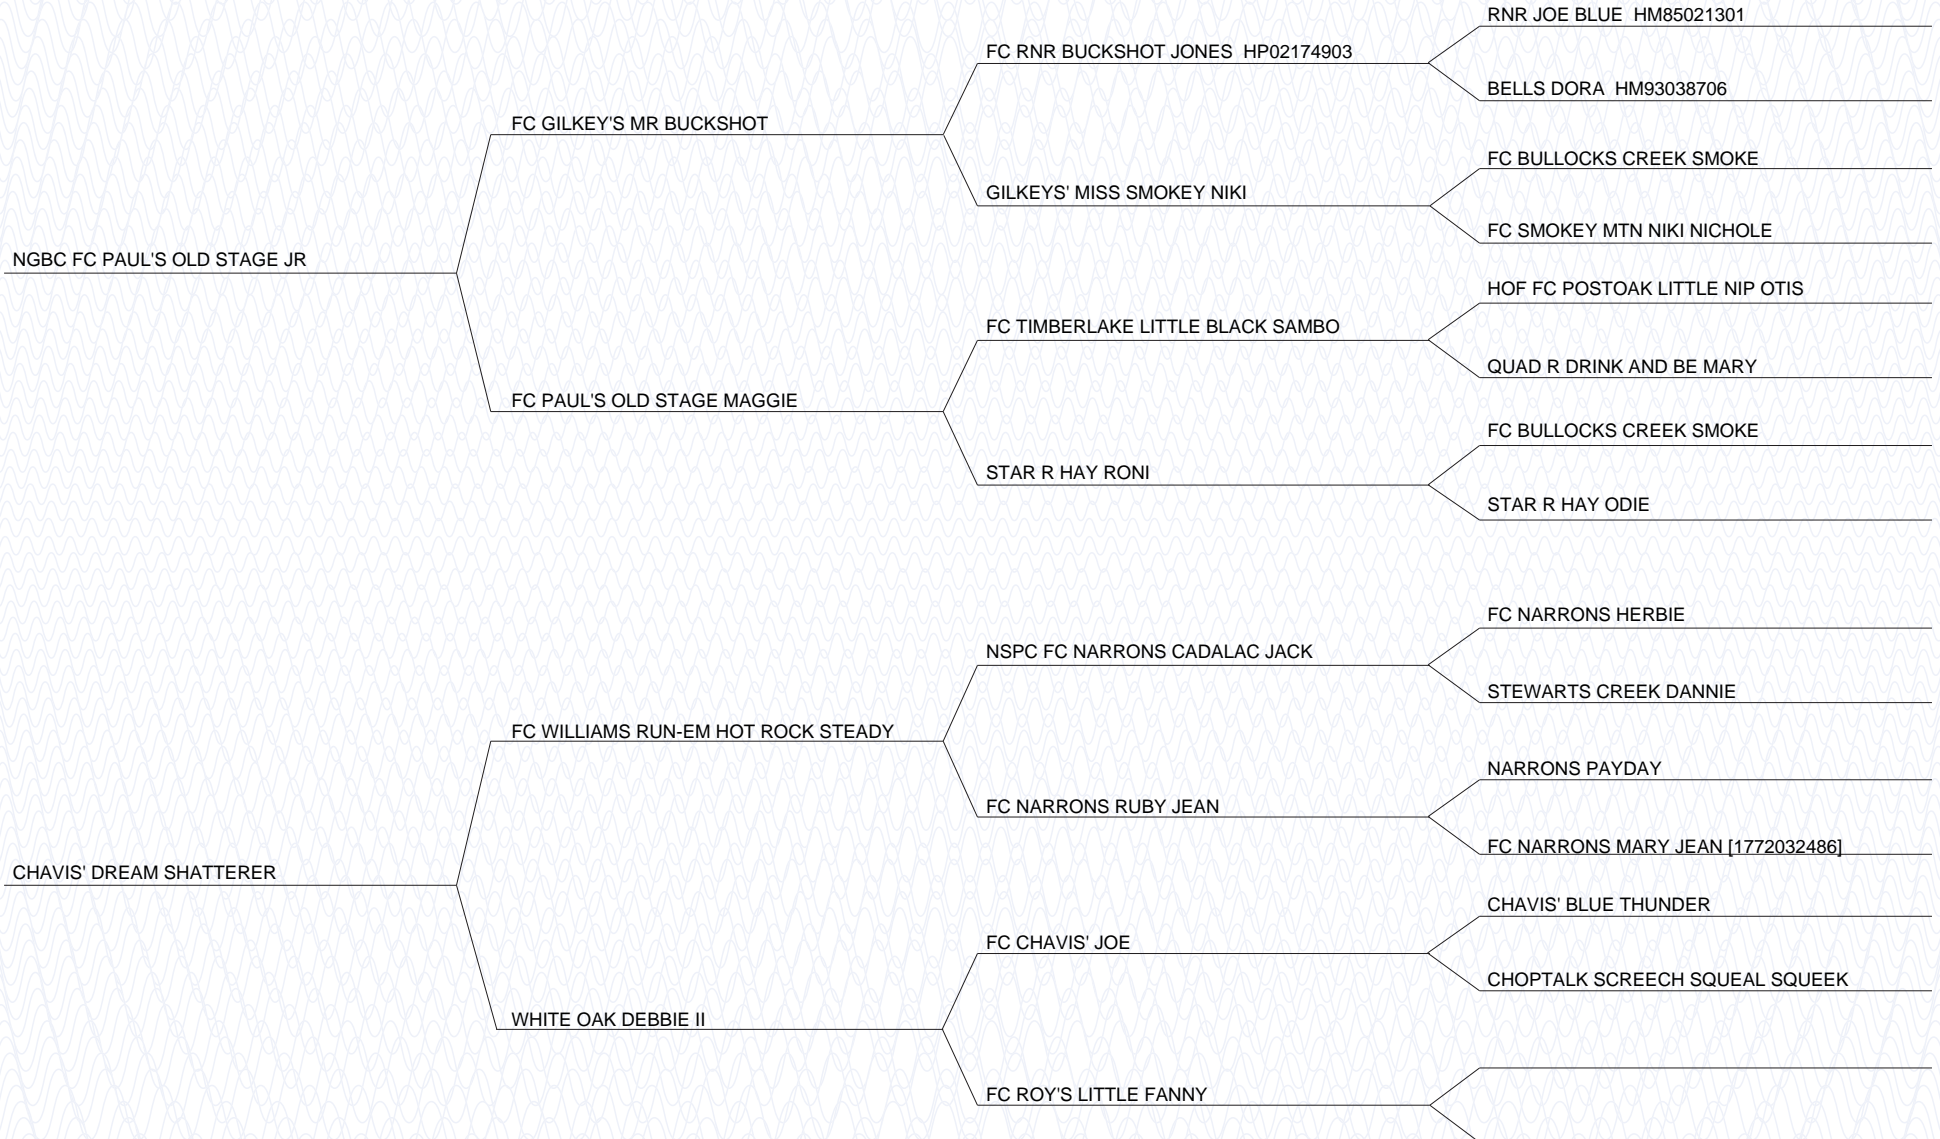 RNR JOE BLUE  HM85021301
FC RNR BUCKSHOT JONES  HP02174903
BELLS DORA  HM93038706
FC GILKEY'S MR BUCKSHOT
FC BULLOCKS CREEK SMOKE
GILKEYS' MISS SMOKEY NIKI
FC SMOKEY MTN NIKI NICHOLE
NGBC FC PAUL'S OLD STAGE JR
HOF FC POSTOAK LITTLE NIP OTIS
FC TIMBERLAKE LITTLE BLACK SAMBO
QUAD R DRINK AND BE MARY
FC PAUL'S OLD STAGE MAGGIE
FC BULLOCKS CREEK SMOKE
STAR R HAY RONI
STAR R HAY ODIE
FC NARRONS HERBIE
NSPC FC NARRONS CADALAC JACK
STEWARTS CREEK DANNIE
FC WILLIAMS RUN-EM HOT ROCK STEADY
NARRONS PAYDAY
FC NARRONS RUBY JEAN
FC NARRONS MARY JEAN [1772032486]
CHAVIS' DREAM SHATTERER
CHAVIS' BLUE THUNDER
FC CHAVIS' JOE
CHOPTALK SCREECH SQUEAL SQUEEK
WHITE OAK DEBBIE II
FC ROY'S LITTLE FANNY